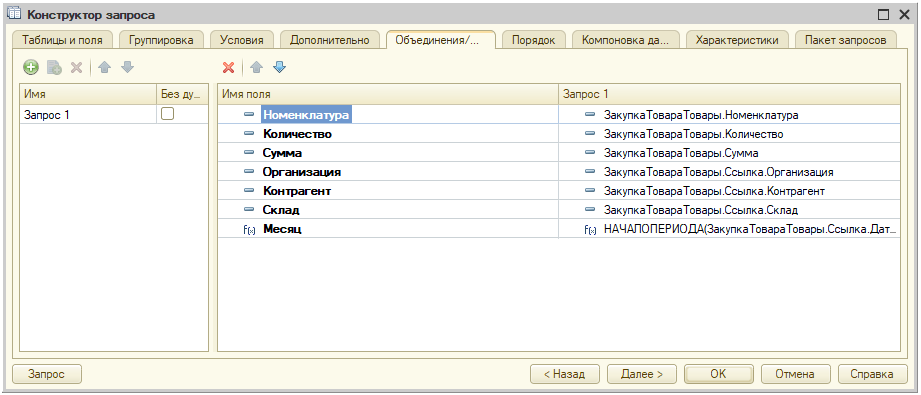 Конструктор запроса
Таблицы и поля Группировка Условия Дополнительно Объединения/... Порядок Компоновка да... Характеристики Пакет запросов
Имя Без ду...
Запрос 1
Имя поля Запрос 1
Номенклатура ЗакупкаТовараТовары.Номенклатура
Количество ЗакупкаТовараТовары.Количество
Сумма ЗакупкаТовараТовары.Сумма
Организация ЗакупкаТовараТовары.Ссылка.Организация
Контрагент ЗакупкаТовараТовары.Ссылка.Контрагент
Склад ЗакупкаТовараТовары.Ссылка.Склад
f(x) Месяц f(x) НАЧАЛОПЕРИОДА(ЗакупкаТовараТовары.Ссылка.Дат...
Запрос < Назад Далее > OK Отмена Справка